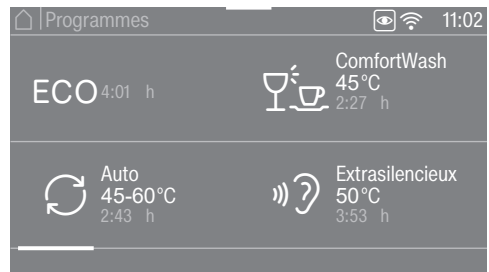 Programmes
11:02
ECO 4:01 h
ComfortWash
45°C
2:27 h
Auto
45-60°C
2:43 h
Extrasilencieux
50°C
3:53 h